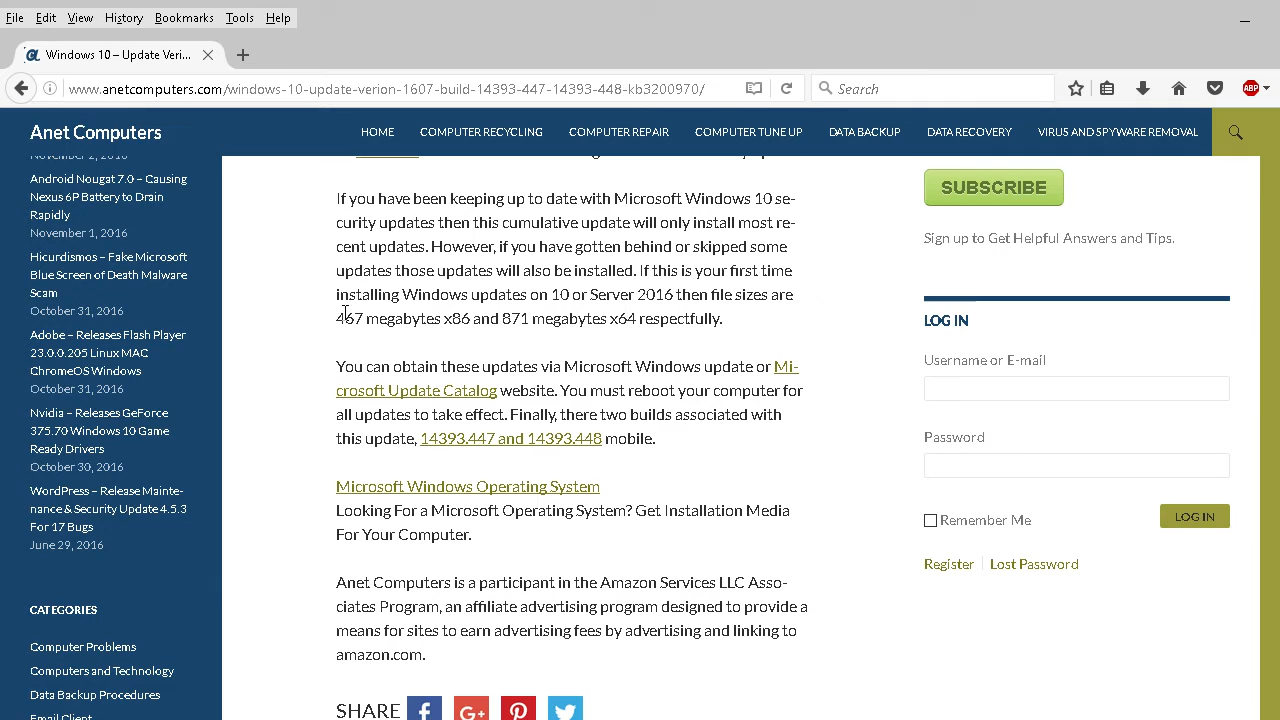 File Edit View History Bookmarks Tools Help
Windows 10 – Update Veri...
www.anetcomputers.com/windows-10-update-verion-1607-build-14393-447-14393-448-kb3200970/
Search
ABP
Anet Computers
HOME COMPUTER RECYCLING COMPUTER REPAIR COMPUTER TUNE UP DATA BACKUP DATA RECOVERY VIRUS AND SPYWARE REMOVAL
November 2, 2016
Android Nougat 7.0 – Causing
Nexus 6P Battery to Drain
Rapidly
November 1, 2016
Hicurdismos – Fake Microsoft
Blue Screen of Death Malware
Scam
October 31, 2016
Adobe – Releases Flash Player
23.0.0.205 Linux MAC
ChromeOS Windows
October 31, 2016
Nvidia – Releases GeForce
375.70 Windows 10 Game
Ready Drivers
October 30, 2016
WordPress – Release Mainte-
nance & Security Update 4.5.3
For 17 Bugs
June 29, 2016
CATEGORIES
Computer Problems
Computers and Technology
Data Backup Procedures
Email Client
If you have been keeping up to date with Microsoft Windows 10 se-
curity updates then this cumulative update will only install most re-
cent updates. However, if you have gotten behind or skipped some
updates those updates will also be installed. If this is your first time
installing Windows updates on 10 or Server 2016 then file sizes are
467 megabytes x86 and 871 megabytes x64 respectfully.
You can obtain these updates via Microsoft Windows update or Mi-
crosoft Update Catalog website. You must reboot your computer for
all updates to take effect. Finally, there two builds associated with
this update, 14393.447 and 14393.448 mobile.
Microsoft Windows Operating System
Looking For a Microsoft Operating System? Get Installation Media
For Your Computer.
Anet Computers is a participant in the Amazon Services LLC Asso-
ciates Program, an affiliate advertising program designed to provide a
means for sites to earn advertising fees by advertising and linking to
amazon.com.
SHARE
SUBSCRIBE
Sign up to Get Helpful Answers and Tips.
LOG IN
Username or E-mail
Password
Remember Me
LOG IN
Register
Lost Password